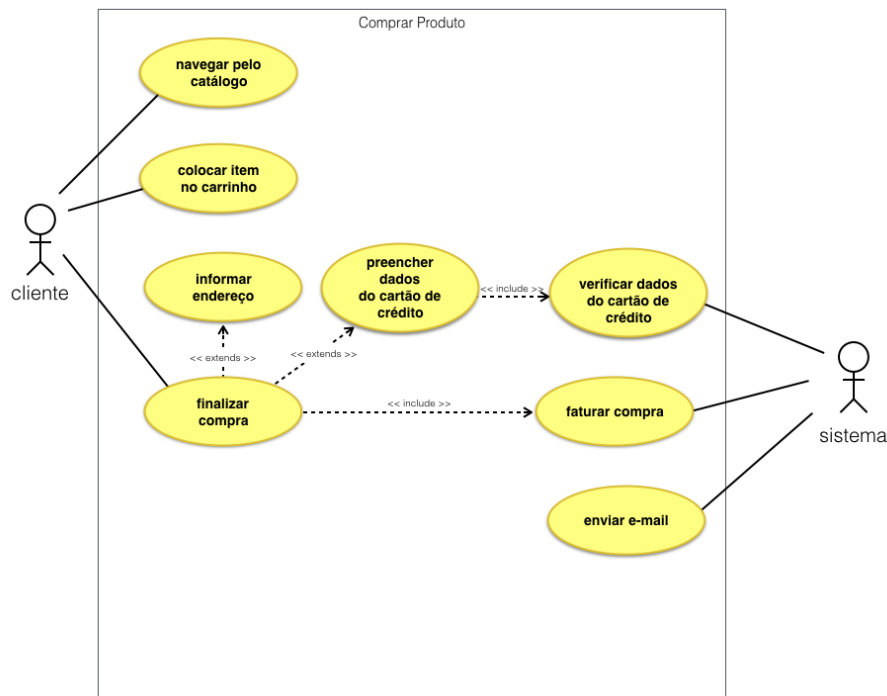 Comprar Produto
navegar pelo
catálogo
colocar item
no carrinho
cliente
informar
endereço
preencher
dados
do cartão de
crédito
<< include >>
verificar dados
do cartão de
crédito
<< extends >>
<< extends >>
finalizar
compra
<< include >>
faturar compra
sistema
enviar e-mail